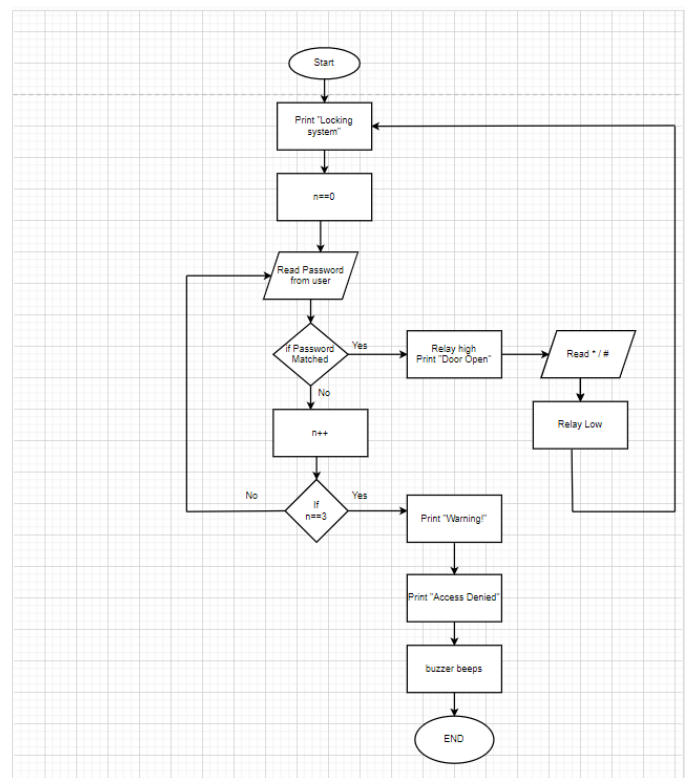 Start
Print "Locking
system"
n==0
Read Password
from user
if Password
Matched
Yes
Relay high
Print "Door Open"
Read * / #
No
Relay Low
n++
No
If
n==3
Yes
Print "Warning!"
Print "Access Denied"
buzzer beeps
END